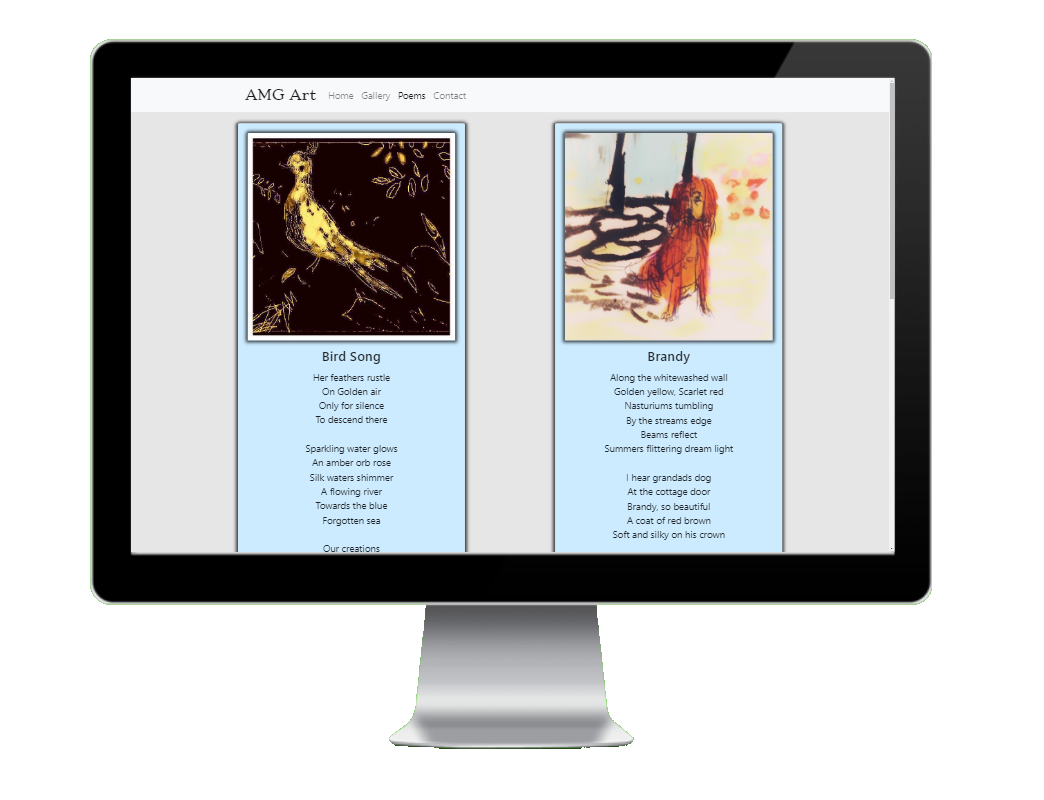 AMG Art Home Gallery Poems Contact
Bird Song
Her feathers rustle
On Golden air
Only for silence
To descend there
Sparkling water glows
An amber orb rose
Silk waters shimmer
A flowing river
Towards the blue
Forgotten sea
Our creations
Brandy
Along the whitewashed wall
Golden yellow, Scarlet red
Nasturiums tumbling
By the streams edge
Beams reflect
Summers flittering dream light
I hear grandads dog
At the cottage door
Brandy, so beautiful
A coat of red brown
Soft and silky on his crown